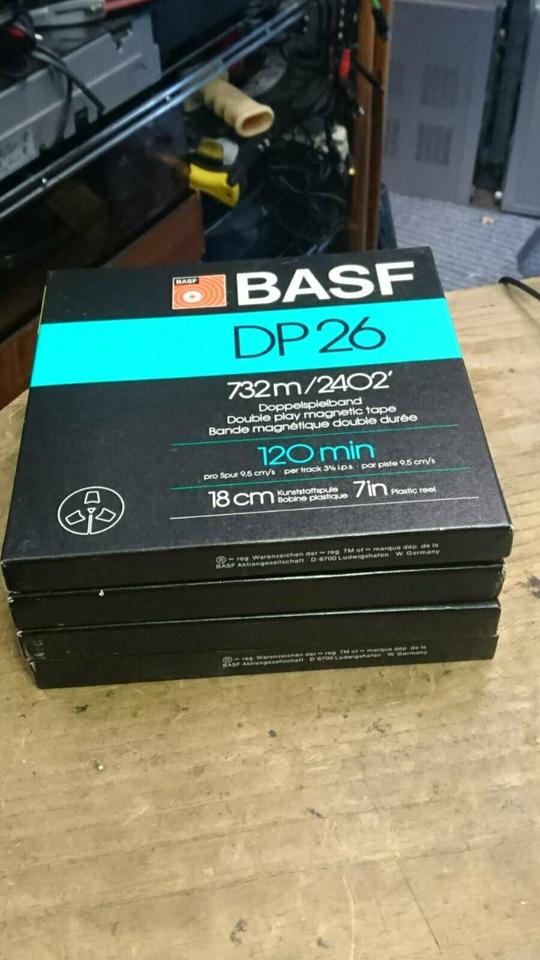 BASF
BASF
DP 26
732m/2402'
Doppelspielband
Double play magnetic tape
Bande magnétique double durée
120 min
pro Spur 9,5 cm/s · per track 3¾ i.p.s. · par piste 9,5 cm/s
18 cm Kunststoffspule 7in Plastic reel
Bobine plastique
® = reg. Warenzeichen der = reg. TM of = marque dép. de la
BASF Aktiengesellschaft D-6700 Ludwigshafen W. Germany
® = reg. Warenzeichen der = reg. TM of = marque dép. de la
BASF Aktiengesellschaft D-6700 Ludwigshafen W. Germany